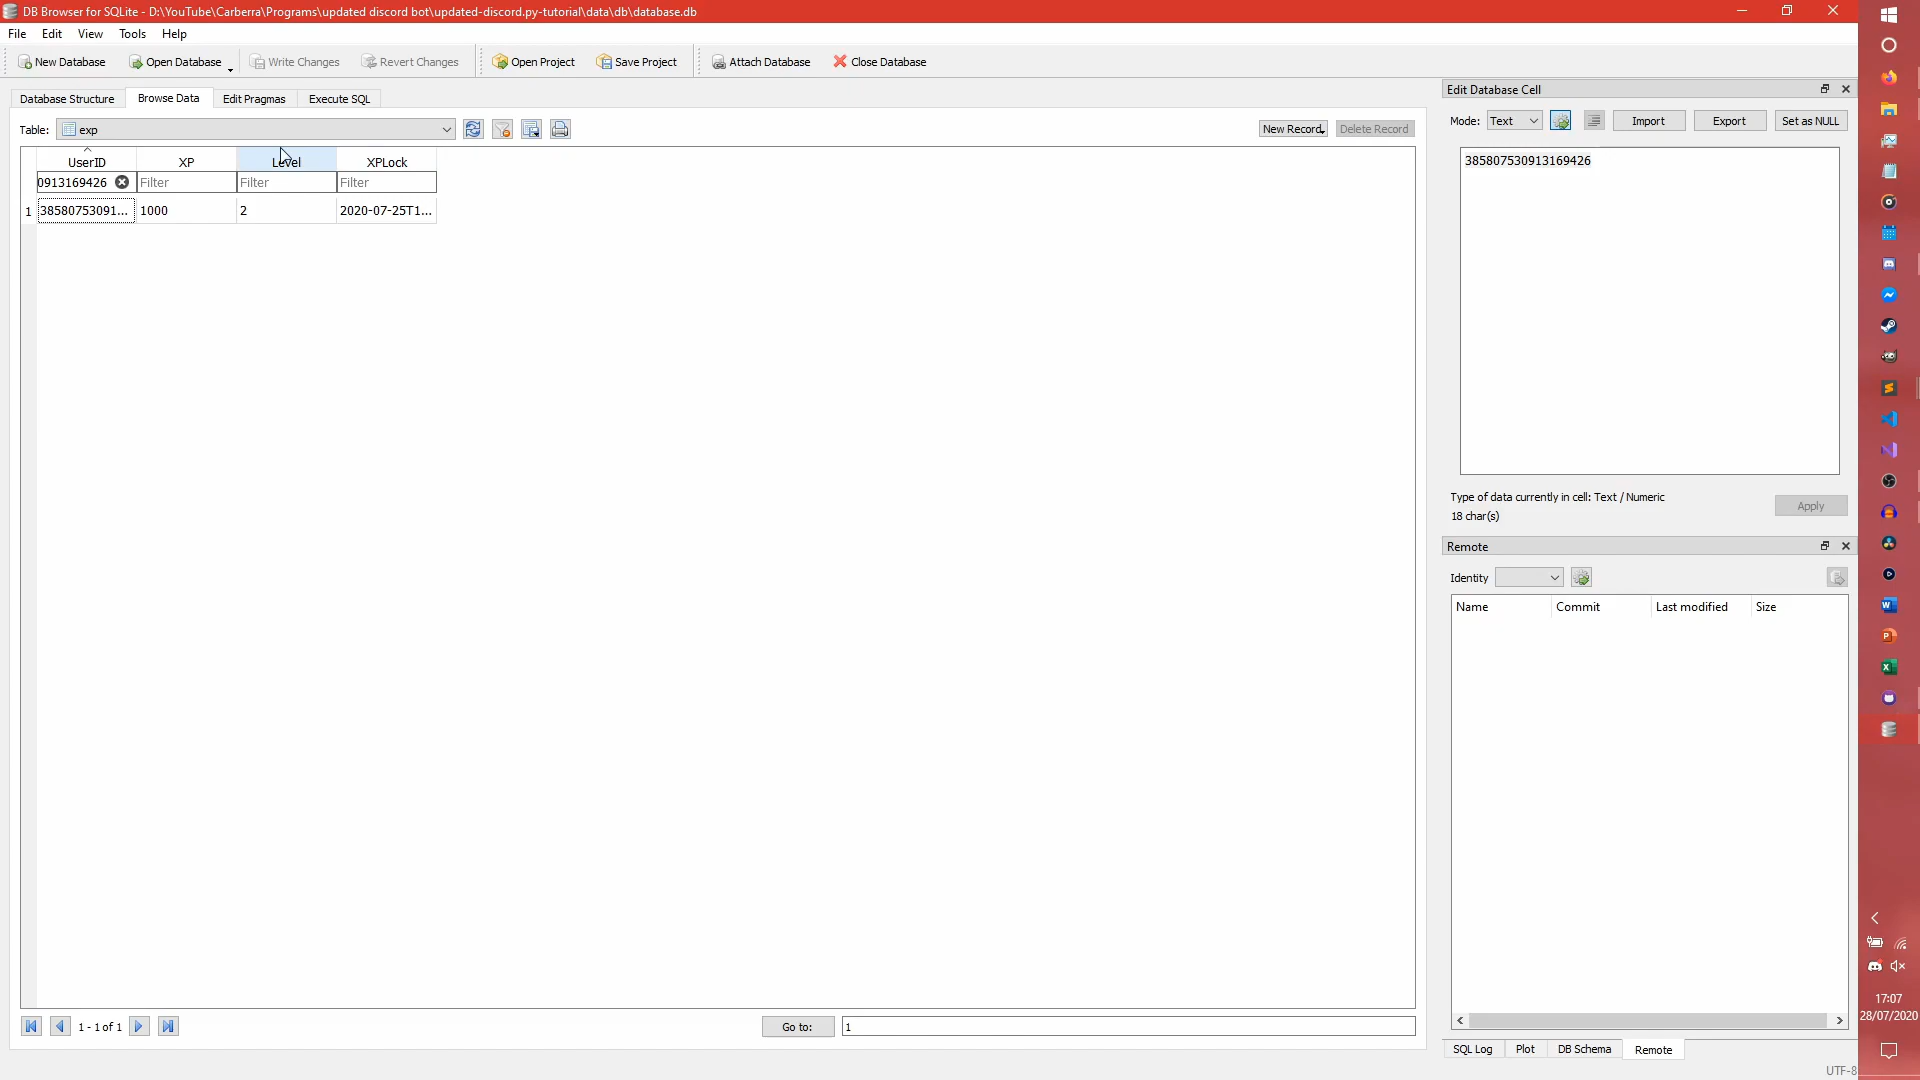 DB Browser for SQLite - D:\YouTube\Carberra\Programs\updated discord bot\updated-discord.py-tutorial\data\db\database.db
File Edit View Tools Help
New Database Open Database Write Changes Revert Changes Open Project Save Project Attach Database Close Database
Database Structure Browse Data Edit Pragmas Execute SQL
Table: exp New Record Delete Record
UserID XP Level XPLock
0913169426 Filter Filter Filter
1 38580753091... 1000 2 2020-07-25T1...
1 - 1 of 1 Go to: 1
Edit Database Cell
Mode: Text Import Export Set as NULL
385807530913169426
Type of data currently in cell: Text / Numeric
18 char(s)
Apply
Remote
Identity
Name Commit Last modified Size
SQL Log Plot DB Schema Remote
UTF-8
17:07
28/07/2020